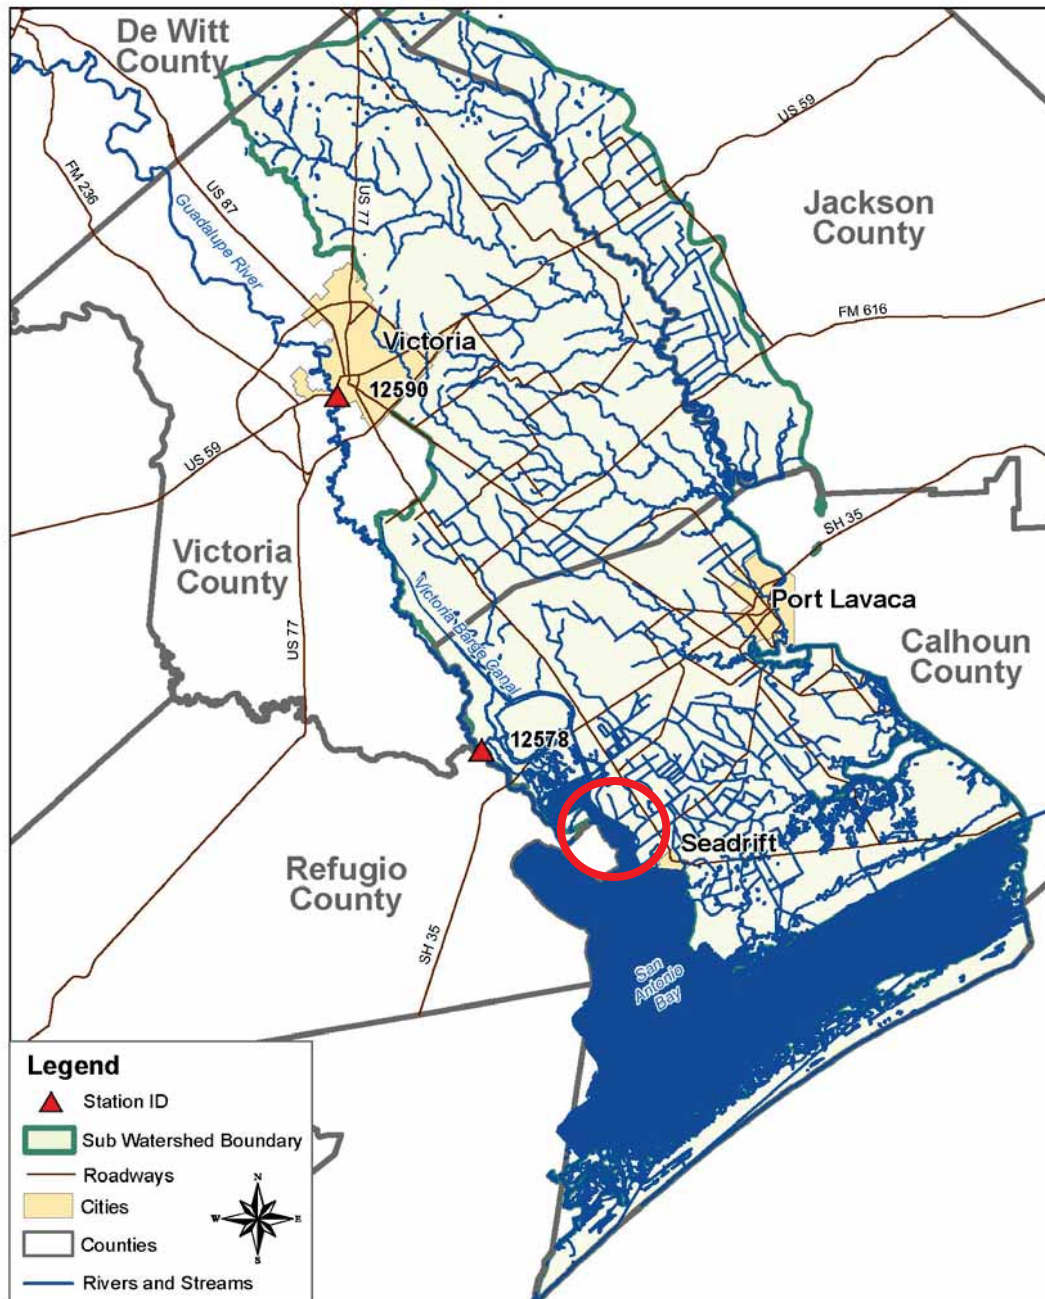 De Witt
County
US 59
FM 236
US 87
US 77
Guadalupe River
Jackson
County
FM 616
Victoria
12590
US 59
SH 35
Victoria
County
Victoria Barge Canal
Port Lavaca
US 77
Calhoun
County
12578
Seadrift
Refugio
County
SH 35
San
Antonio
Bay
Legend
Station ID
Sub Watershed Boundary
Roadways
Cities
Counties
Rivers and Streams
N
W
E
S